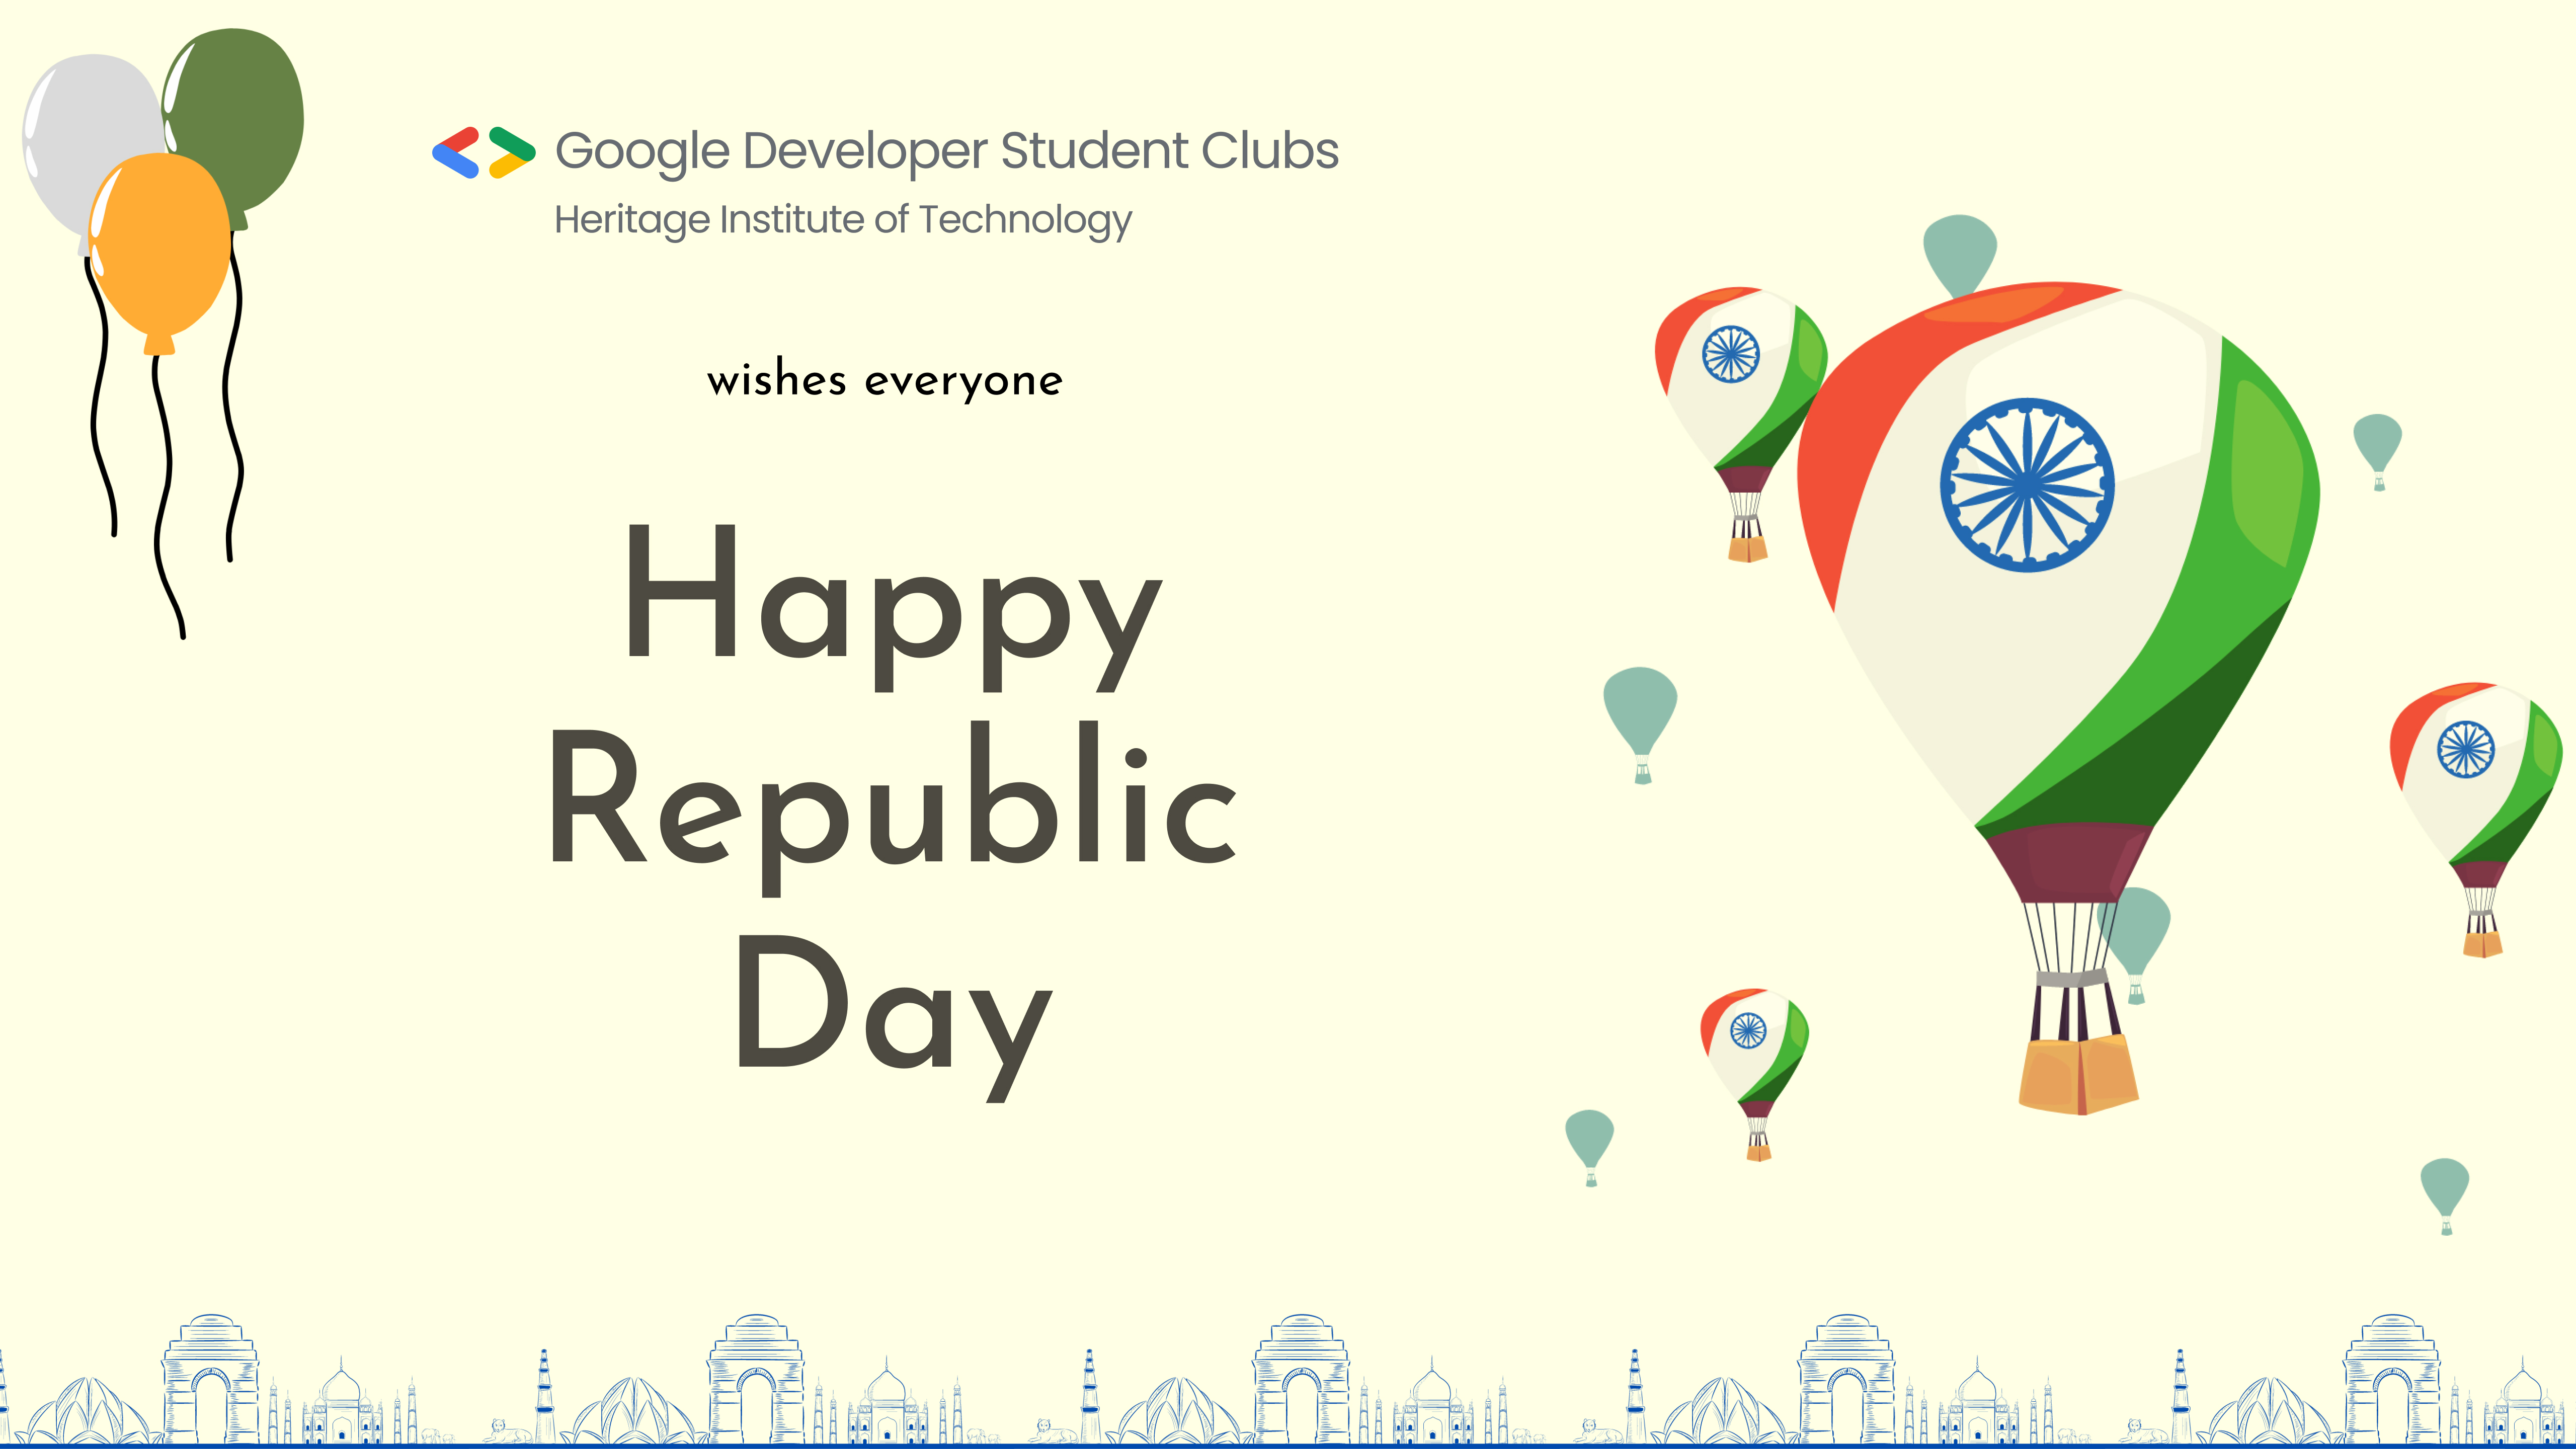 Google Developer Student Clubs
Heritage Institute of Technology
wishes everyone
Happy
Republic
Day